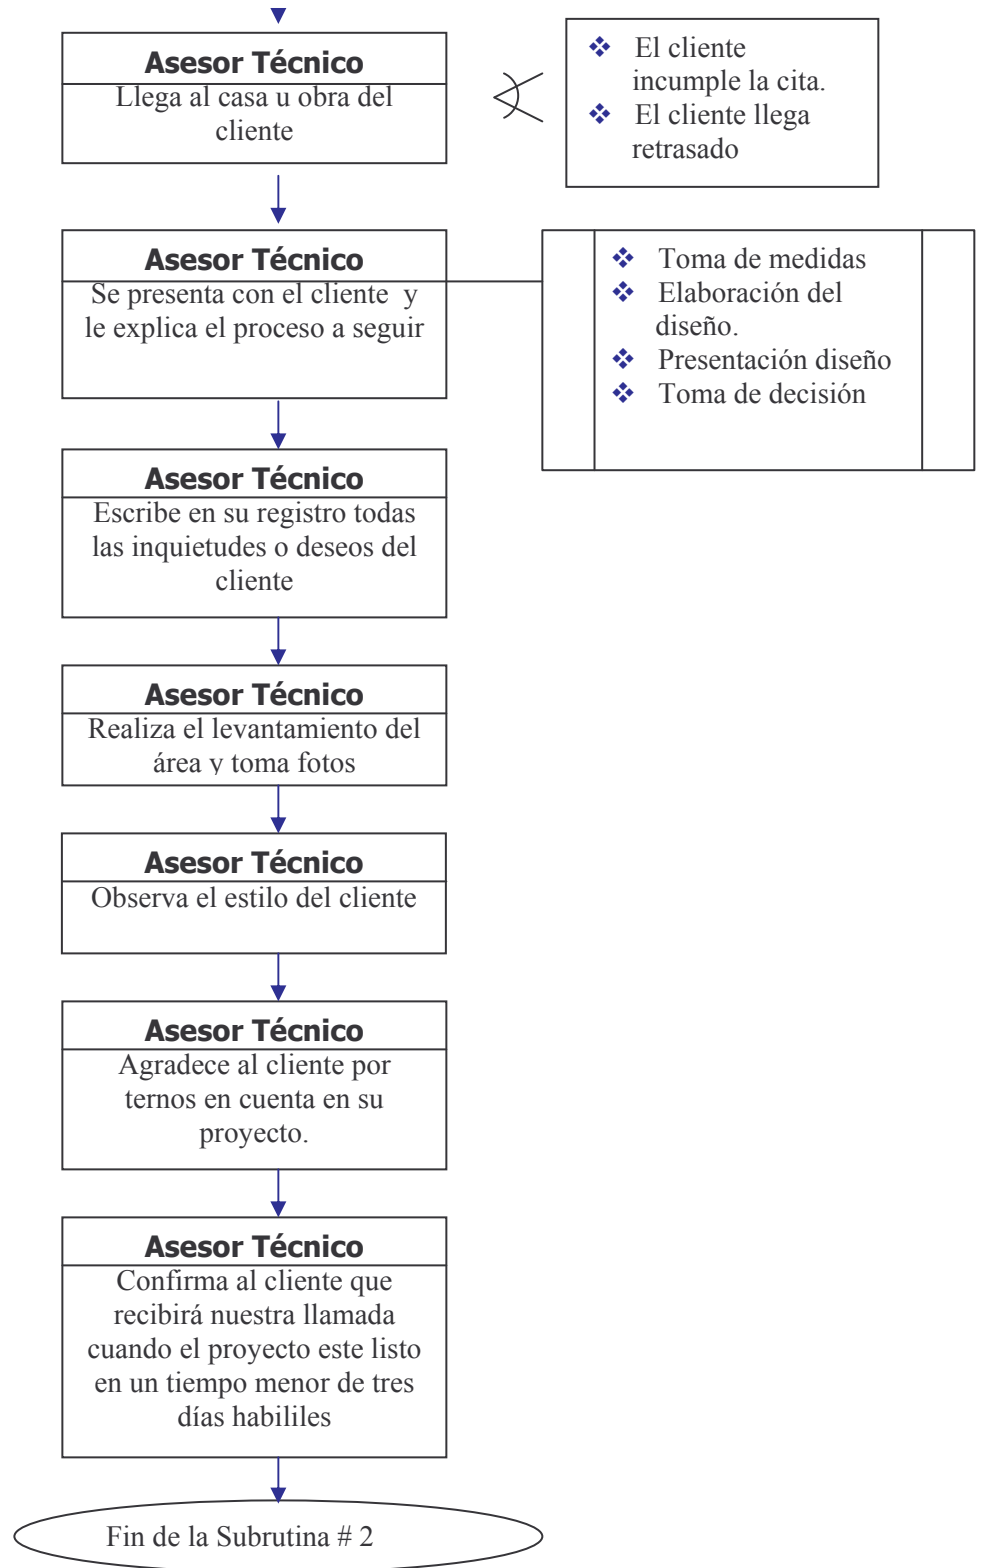 Asesor Técnico
Llega al casa u obra del
cliente
❖ El cliente
incumple la cita.
❖ El cliente llega
retrasado
Asesor Técnico
Se presenta con el cliente y
le explica el proceso a seguir
❖ Toma de medidas
❖ Elaboración del
diseño.
❖ Presentación diseño
❖ Toma de decisión
Asesor Técnico
Escribe en su registro todas
las inquietudes o deseos del
cliente
Asesor Técnico
Realiza el levantamiento del
área y toma fotos
Asesor Técnico
Observa el estilo del cliente
Asesor Técnico
Agradece al cliente por
ternos en cuenta en su
proyecto.
Asesor Técnico
Confirma al cliente que
recibirá nuestra llamada
cuando el proyecto este listo
en un tiempo menor de tres
días habililes
Fin de la Subrutina # 2